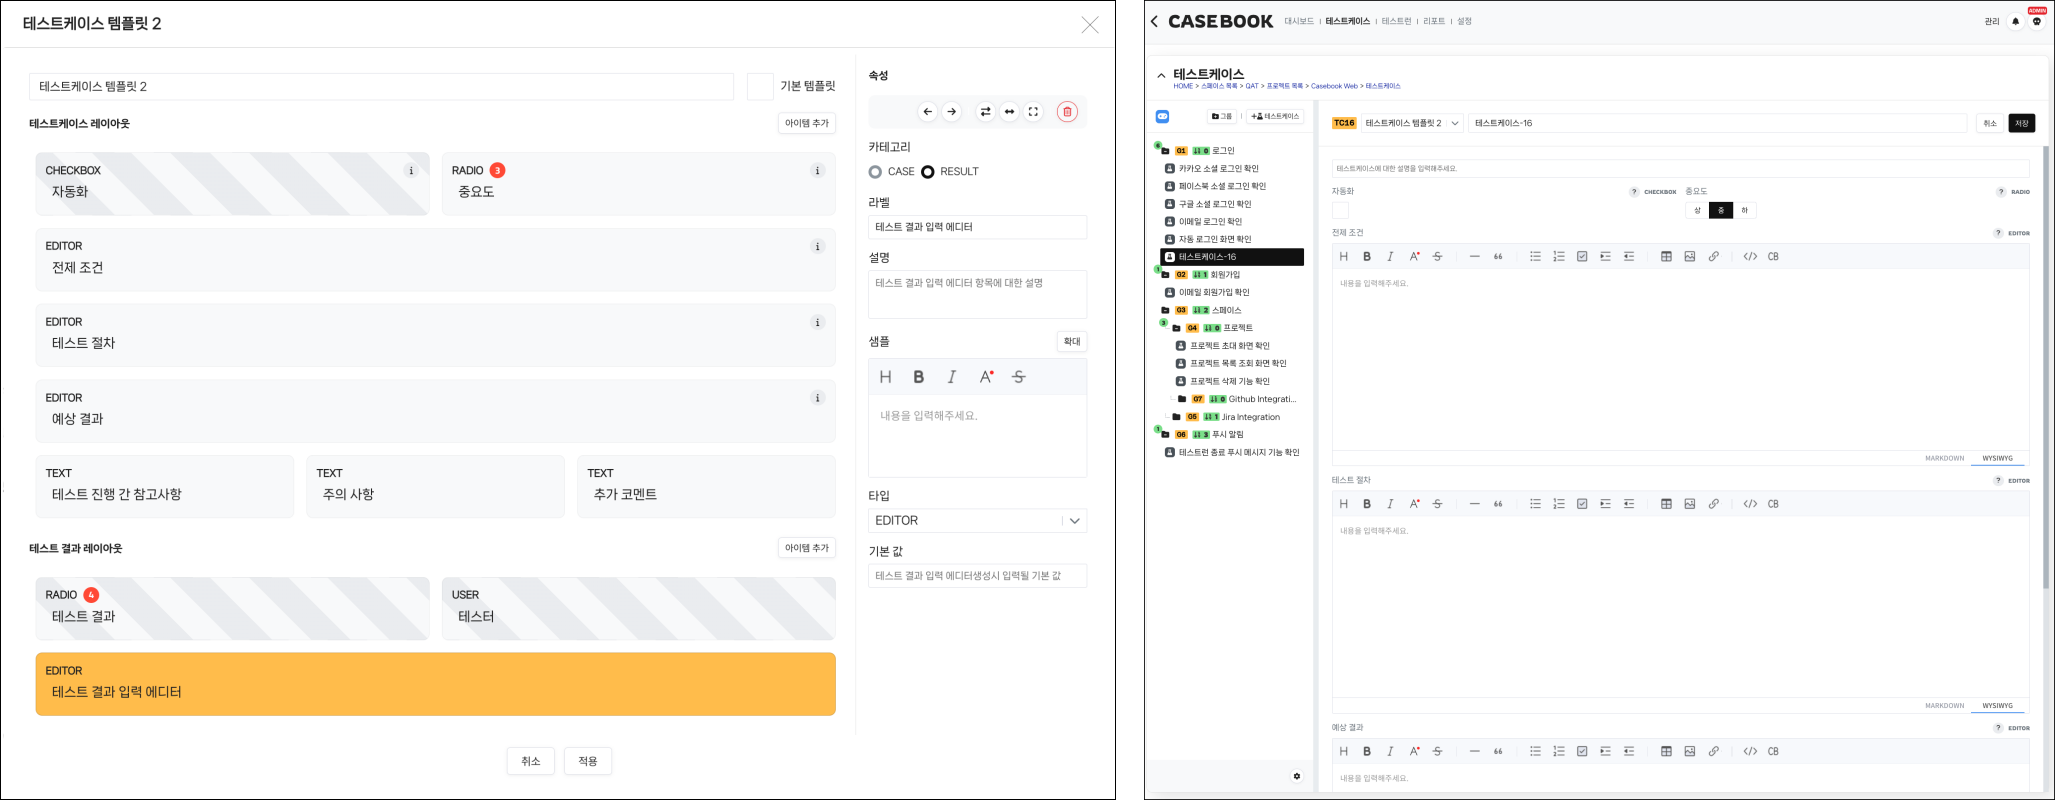 테스트케이스 템플릿 2
테스트케이스 템플릿 2
기본 템플릿
테스트케이스 레이아웃
아이템 추가
CHECKBOX
i
자동화
RADIO 3
i
중요도
EDITOR
i
전제 조건
EDITOR
i
테스트 절차
EDITOR
i
예상 결과
TEXT
테스트 진행 간 참고사항
TEXT
주의 사항
TEXT
추가 코멘트
테스트 결과 레이아웃
아이템 추가
RADIO 4
테스트 결과
USER
테스터
EDITOR
테스트 결과 입력 에디터
취소
적용
속성
카테고리
CASE RESULT
라벨
테스트 결과 입력 에디터
설명
테스트 결과 입력 에디터 항목에 대한 설명
샘플
확대
H B I A S
내용을 입력해주세요.
타입
EDITOR
기본 값
테스트 결과 입력 에디터생성시 입력될 기본 값
CASEBOOK
대시보드 | 테스트케이스 | 테스트런 | 리포트 | 설정
관리
ADMIN
테스트케이스
HOME > 스페이스 목록 > QAT > 프로젝트 목록 > Casebook Web > 테스트케이스
그룹 | +테스트케이스
6 G1 0 로그인
카카오 소셜 로그인 확인
페이스북 소셜 로그인 확인
구글 소셜 로그인 확인
이메일 로그인 확인
자동 로그인 화면 확인
테스트케이스-16
1 G2 1 회원가입
이메일 회원가입 확인
G3 2 스페이스
3 G4 0 프로젝트
프로젝트 초대 화면 확인
프로젝트 목록 조회 화면 확인
프로젝트 삭제 기능 확인
G7 0 Github Integrati...
G5 1 Jira Integration
1 G6 3 푸시 알림
테스트런 종료 푸시 메시지 기능 확인
TC16 테스트케이스 템플릿 2
테스트케이스-16
취소
저장
테스트케이스에 대한 설명을 입력해주세요.
자동화
? CHECKBOX
중요도
? RADIO
상 중 하
전제 조건
? EDITOR
H B I A S 66 </> CB
내용을 입력해주세요.
MARKDOWN WYSIWYG
테스트 절차
? EDITOR
H B I A S 66 </> CB
내용을 입력해주세요.
MARKDOWN WYSIWYG
예상 결과
? EDITOR
H B I A S 66 </> CB
내용을 입력해주세요.